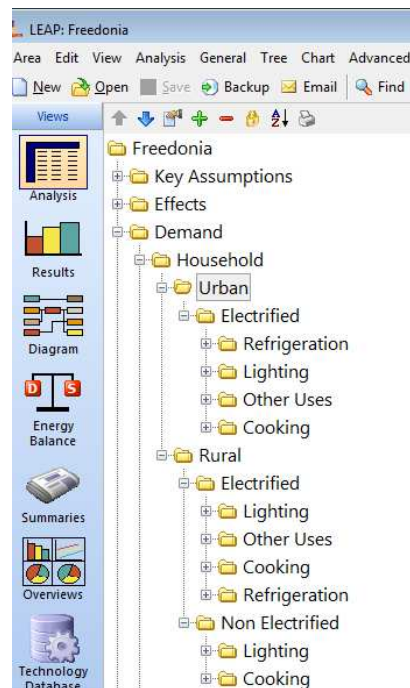 LEAP: Freedonia
Area Edit View Analysis General Tree Chart Advanced
New Open Save Backup Email Find
Views
Analysis
Results
Diagram
D S
Energy
Balance
Summaries
Overviews
Technology
Database
Freedonia
Key Assumptions
Effects
Demand
Household
Urban
Electrified
Refrigeration
Lighting
Other Uses
Cooking
Rural
Electrified
Lighting
Other Uses
Cooking
Refrigeration
Non Electrified
Lighting
Cooking